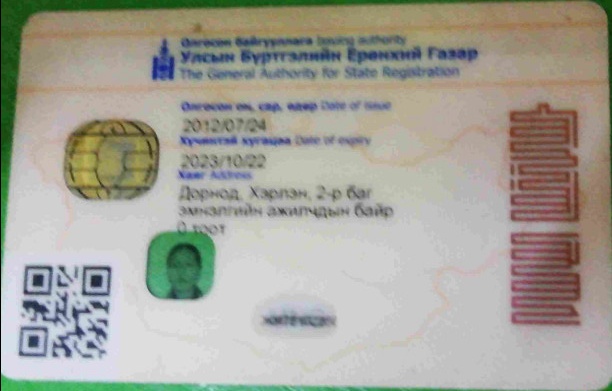 Олгосон байгууллага Issuing authority
Улсын Бүртгэлийн Ерөнхий Газар
The General Authority for State Registration
Олгосон он, сар, өдөр Date of issue
2012/07/24
Хүчинтэй хугацаа Date of expiry
2023/10/22
Хаяг Address
Дорнод, Хэрлэн, 2-р баг
эмнэлгийн ажилчдын байр
0 тоот